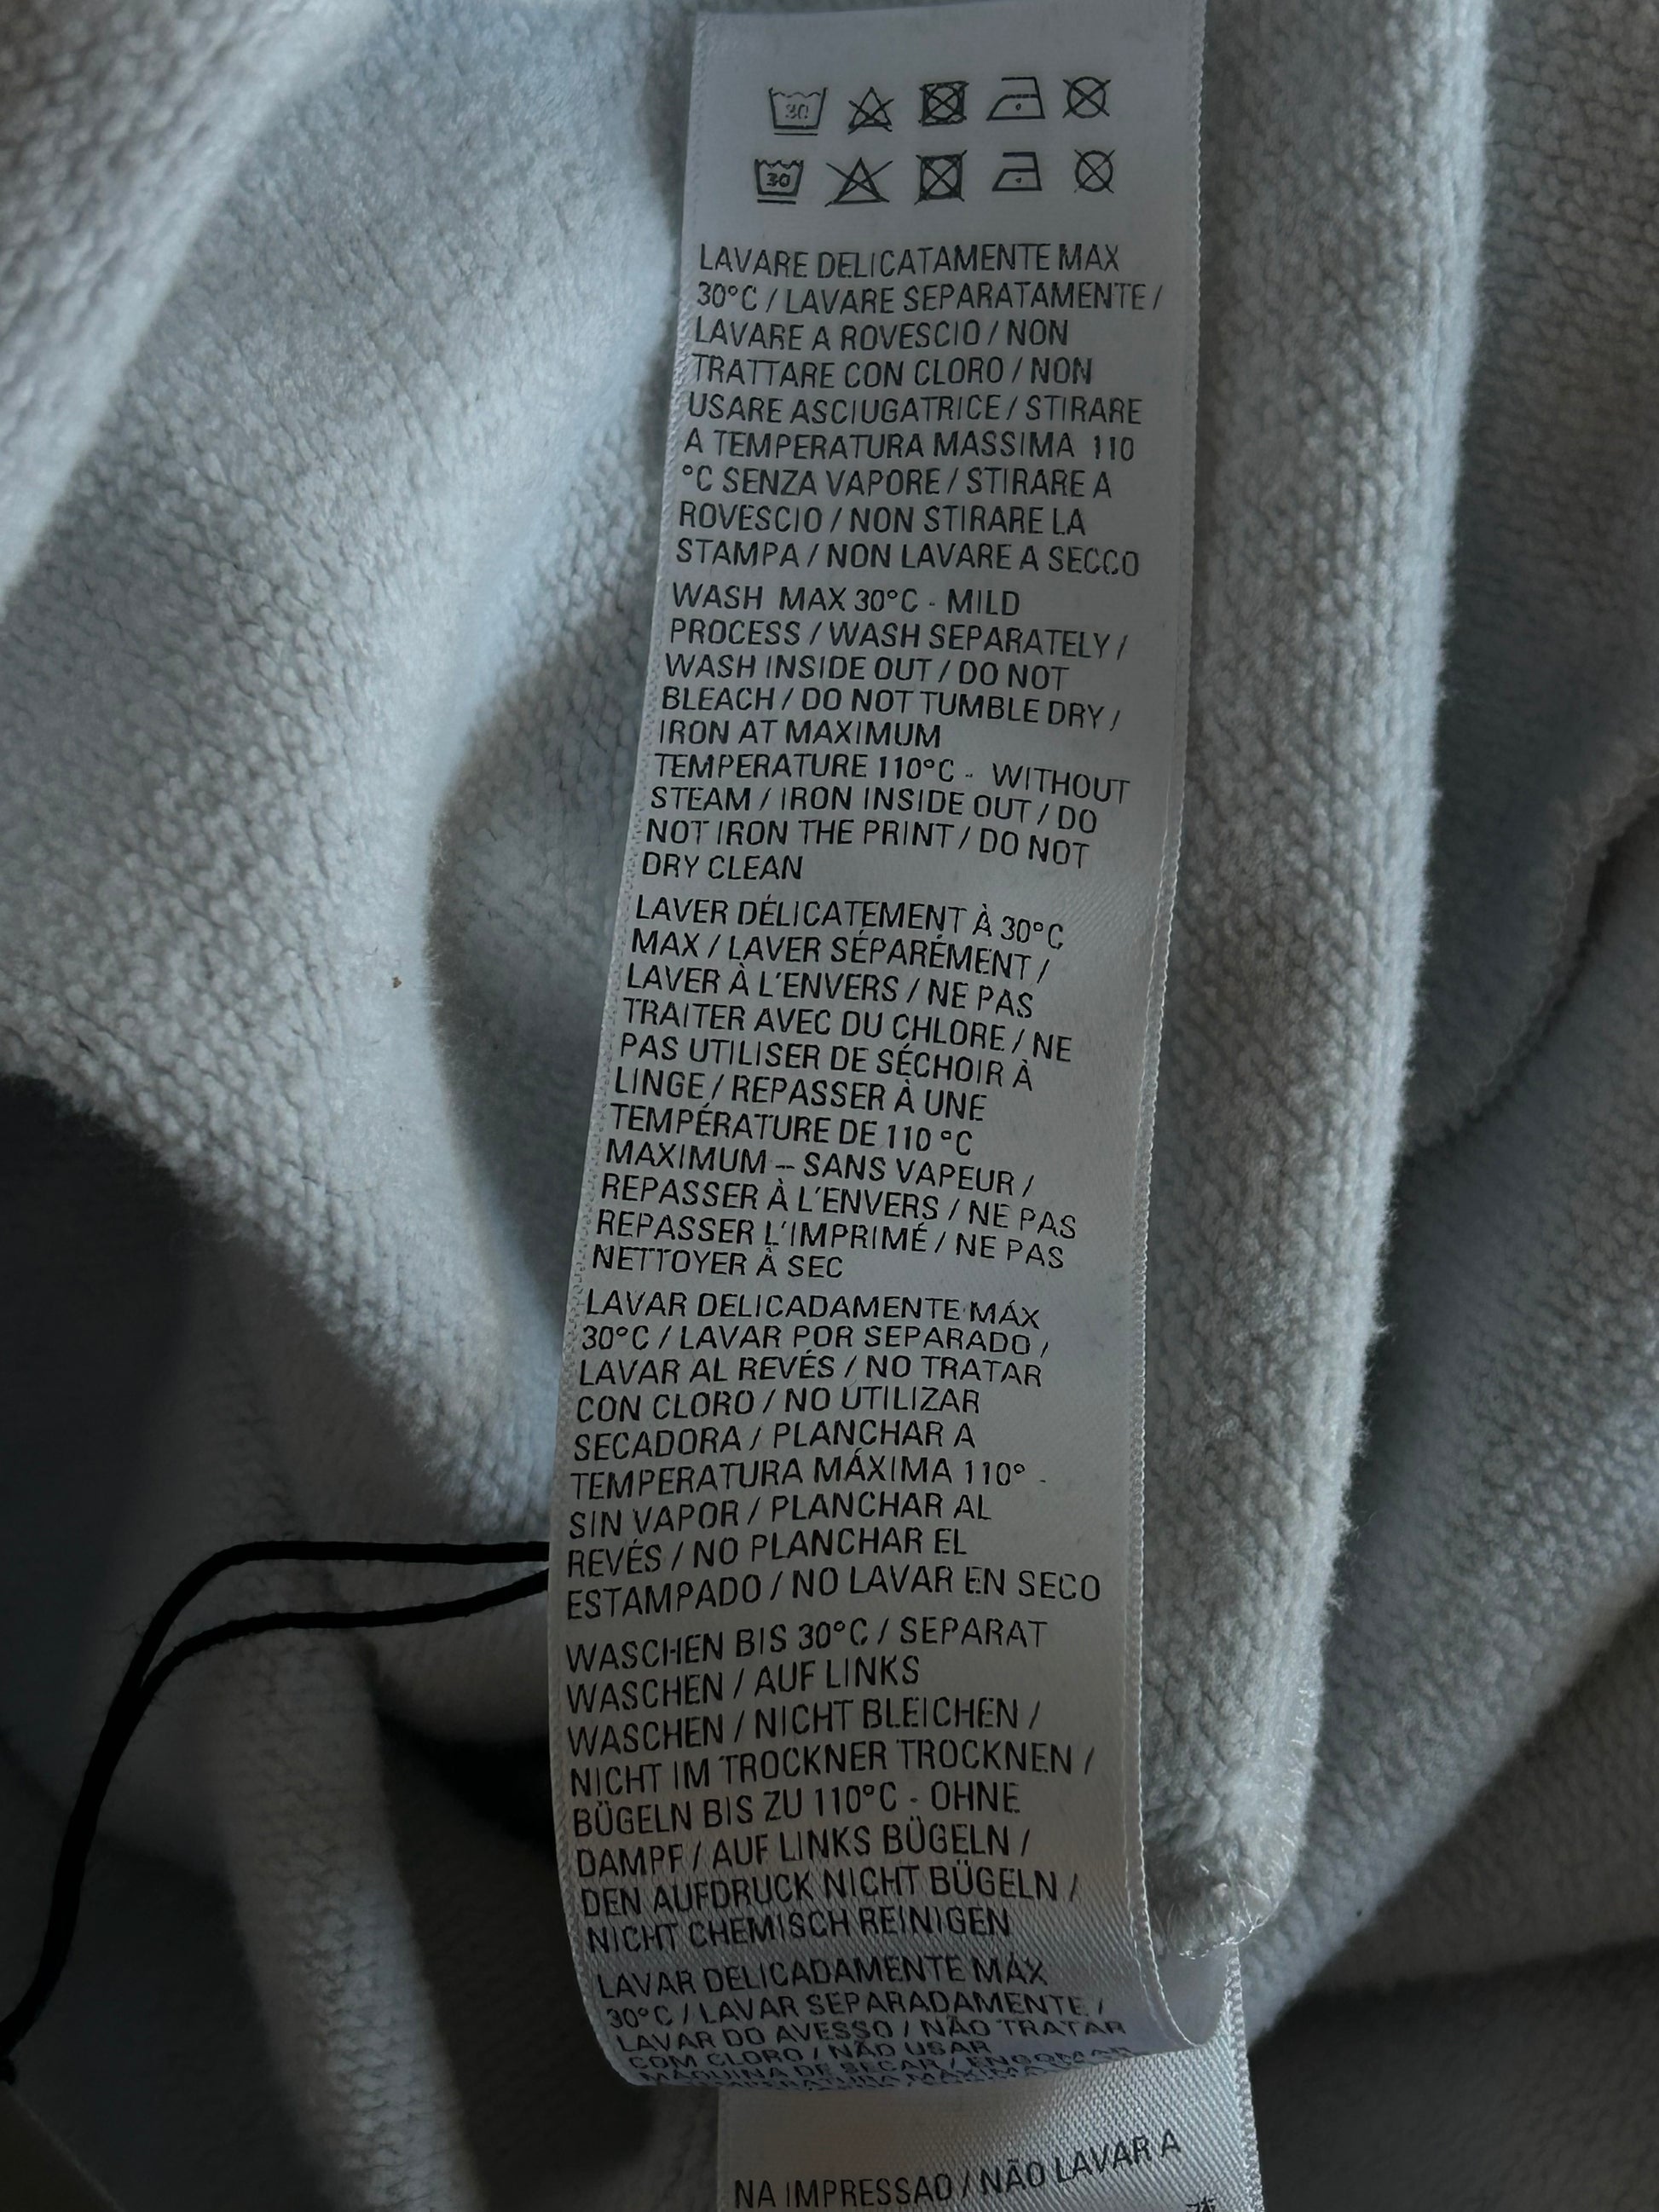 30
30
LAVARE DELICATAMENTE MAX
30°C / LAVARE SEPARATAMENTE /
LAVARE A ROVESCIO / NON
TRATTARE CON CLORO / NON
USARE ASCIUGATRICE / STIRARE
A TEMPERATURA MASSIMA 110
°C SENZA VAPORE / STIRARE A
ROVESCIO / NON STIRARE LA
STAMPA / NON LAVARE A SECCO
WASH MAX 30°C - MILD
PROCESS / WASH SEPARATELY /
WASH INSIDE OUT / DO NOT
BLEACH / DO NOT TUMBLE DRY /
IRON AT MAXIMUM
TEMPERATURE 110°C - WITHOUT
STEAM / IRON INSIDE OUT / DO
NOT IRON THE PRINT / DO NOT
DRY CLEAN
LAVER DÉLICATEMENT À 30°C
MAX / LAVER SÉPARÉMENT /
LAVER À L'ENVERS / NE PAS
TRAITER AVEC DU CHLORE / NE
PAS UTILISER DE SÉCHOIR À
LINGE / REPASSER À UNE
TEMPÉRATURE DE 110 °C
MAXIMUM – SANS VAPEUR /
REPASSER À L'ENVERS / NE PAS
REPASSER L'IMPRIMÉ / NE PAS
NETTOYER À SEC
LAVAR DELICADAMENTE MÁX
30°C / LAVAR POR SEPARADO /
LAVAR AL REVÉS / NO TRATAR
CON CLORO / NO UTILIZAR
SECADORA / PLANCHAR A
TEMPERATURA MÁXIMA 110° -
SIN VAPOR / PLANCHAR AL
REVÉS / NO PLANCHAR EL
ESTAMPADO / NO LAVAR EN SECO
WASCHEN BIS 30°C / SEPARAT
WASCHEN / AUF LINKS
WASCHEN / NICHT BLEICHEN /
NICHT IM TROCKNER TROCKNEN /
BÜGELN BIS ZU 110°C - OHNE
DAMPF / AUF LINKS BÜGELN /
DEN AUFDRUCK NICHT BÜGELN /
NICHT CHEMISCH REINIGEN
LAVAR DELICADAMENTE MÁX
30°C / LAVAR SEPARADAMENTE /
LAVAR DO AVESSO / NÃO TRATAR
COM CLORO / NÃO USAR
MÁQUINA DE SECAR / ENGOMAR
TEMPERATURA MÁXIMA
NA IMPRESSAO / NÃO LAVAR A